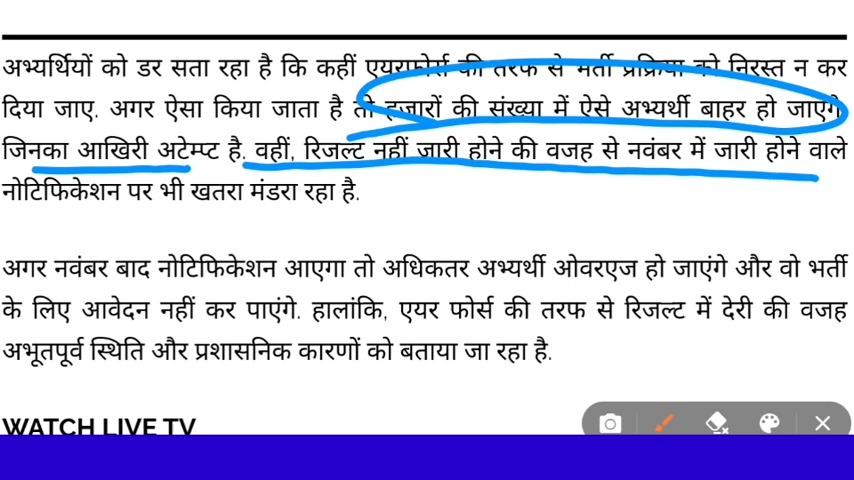 अभ्यर्थियों को डर सता रहा है कि कहीं एयरफोर्स की तरफ से भर्ती प्रक्रिया को निरस्त न कर
दिया जाए. अगर ऐसा किया जाता है तो हजारों की संख्या में ऐसे अभ्यर्थी बाहर हो जाएंगे,
जिनका आखिरी अटेम्प्ट है. वहीं, रिजल्ट नहीं जारी होने की वजह से नवंबर में जारी होने वाले
नोटिफिकेशन पर भी खतरा मंडरा रहा है.
अगर नवंबर बाद नोटिफिकेशन आएगा तो अधिकतर अभ्यर्थी ओवरएज हो जाएंगे और वो भर्ती
के लिए आवेदन नहीं कर पाएंगे. हालांकि, एयर फोर्स की तरफ से रिजल्ट में देरी की वजह
अभूतपूर्व स्थिति और प्रशासनिक कारणों को बताया जा रहा है.
WATCH LIVE TV